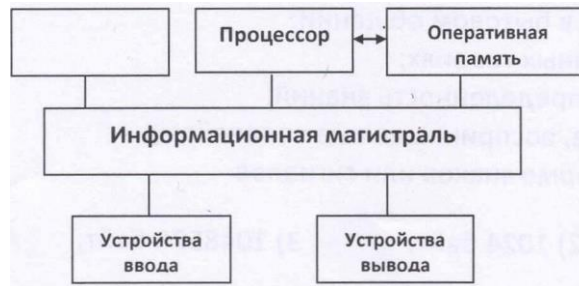 Процессор
Оперативная
память
Информационная магистраль
Устройства
ввода
Устройства
вывода